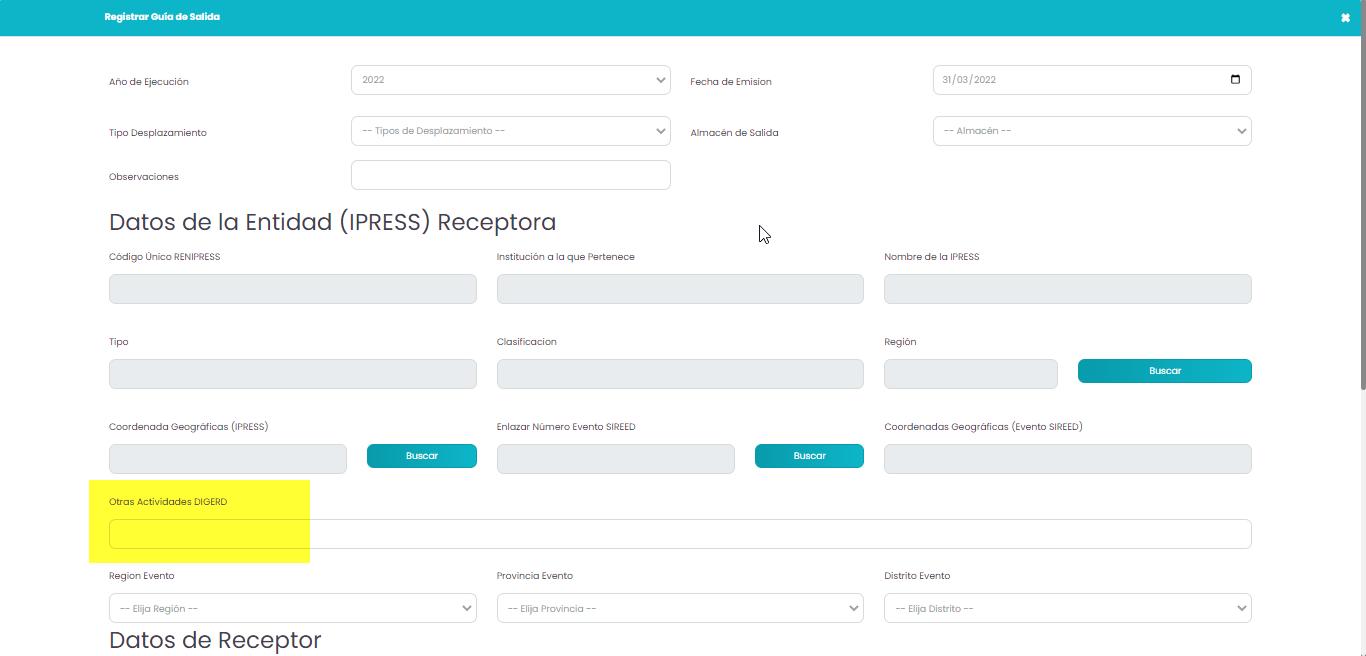 Registrar Guía de Salida
Año de Ejecución
2022
Fecha de Emision
31/03/2022
Tipo Desplazamiento
-- Tipos de Desplazamiento --
Almacén de Salida
-- Almacén --
Observaciones
Datos de la Entidad (IPRESS) Receptora
Código Único RENIPRESS
Institución a la que Pertenece
Nombre de la IPRESS
Tipo
Clasificacion
Región
Buscar
Coordenada Geográficas (IPRESS)
Enlazar Número Evento SIREED
Coordenadas Geográficas (Evento SIREED)
Buscar
Buscar
Otras Actividades DIGERD
Region Evento
Provincia Evento
Distrito Evento
-- Elija Región --
-- Elija Provincia --
-- Elija Distrito --
Datos de Receptor